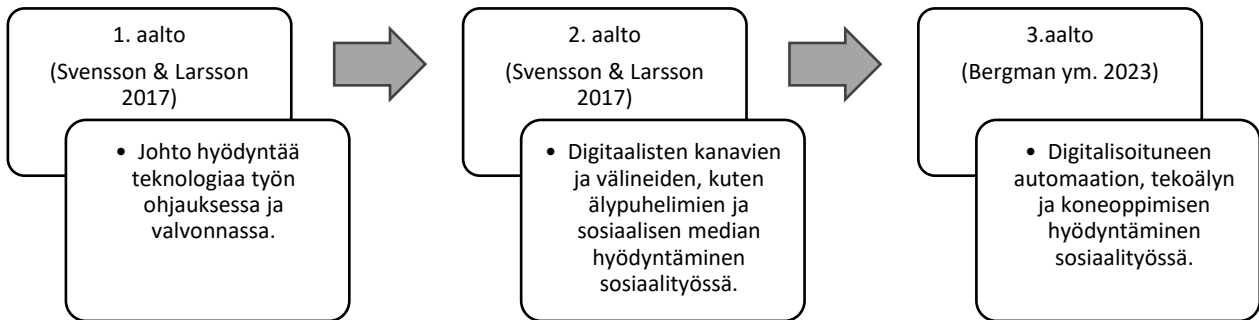 1. aalto
(Svensson & Larsson
2017)
• Johto hyödyntää
teknologiaa työn
ohjauksessa ja
valvonnassa.
2. aalto
(Svensson & Larsson
2017)
• Digitaalisten kanavien
ja välineiden, kuten
älypuhelimien ja
sosiaalisen median
hyödyntäminen
sosiaalityössä.
3.aalto
(Bergman ym. 2023)
• Digitalisoituneen
automaation, tekoälyn
ja koneoppimisen
hyödyntäminen
sosiaalityössä.